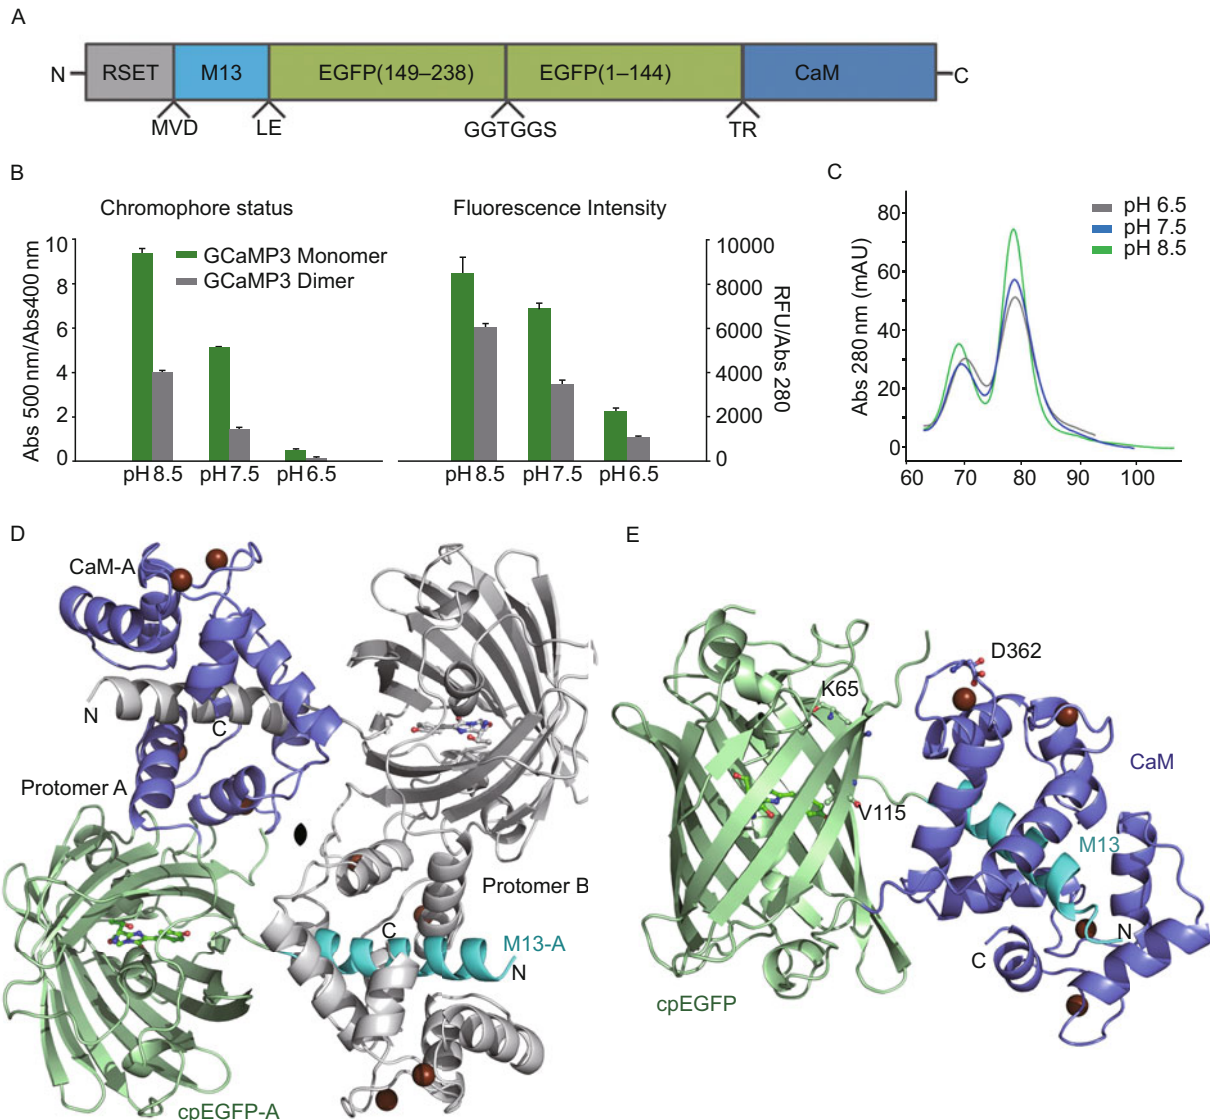 A
N
RSET
M13
EGFP(149–238)
EGFP(1–144)
CaM
C
MVD
LE
GGTGGS
TR
B
Chromophore status
Fluorescence Intensity
10
8
6
4
2
0
Abs 500 nm/Abs400 nm
GCaMP3 Monomer
GCaMP3 Dimer
pH 8.5
pH 7.5
pH 6.5
pH 8.5
pH 7.5
pH 6.5
10000
8000
6000
4000
2000
0
RFU/Abs 280
C
pH 6.5
pH 7.5
pH 8.5
80
60
40
20
0
Abs 280 nm (mAU)
60
70
80
90
100
D
CaM-A
N
C
Protomer A
Protomer B
C
M13-A
N
cpEGFP-A
E
D362
K65
CaM
V115
M13
N
C
cpEGFP